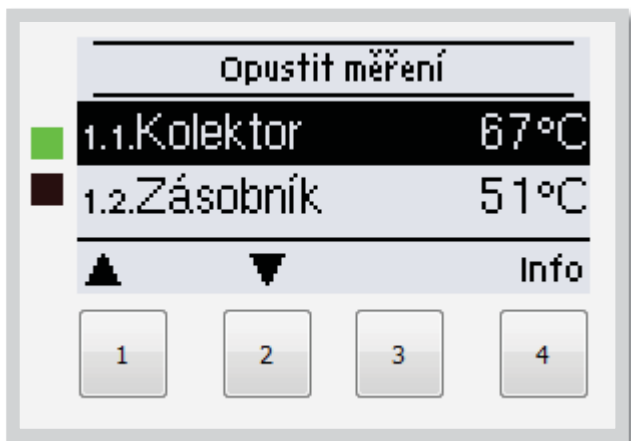 Opustit měření
1.1.Kolektor 67°C
1.2.Zásobník 51°C
▲ ▼ Info
1 2 3 4